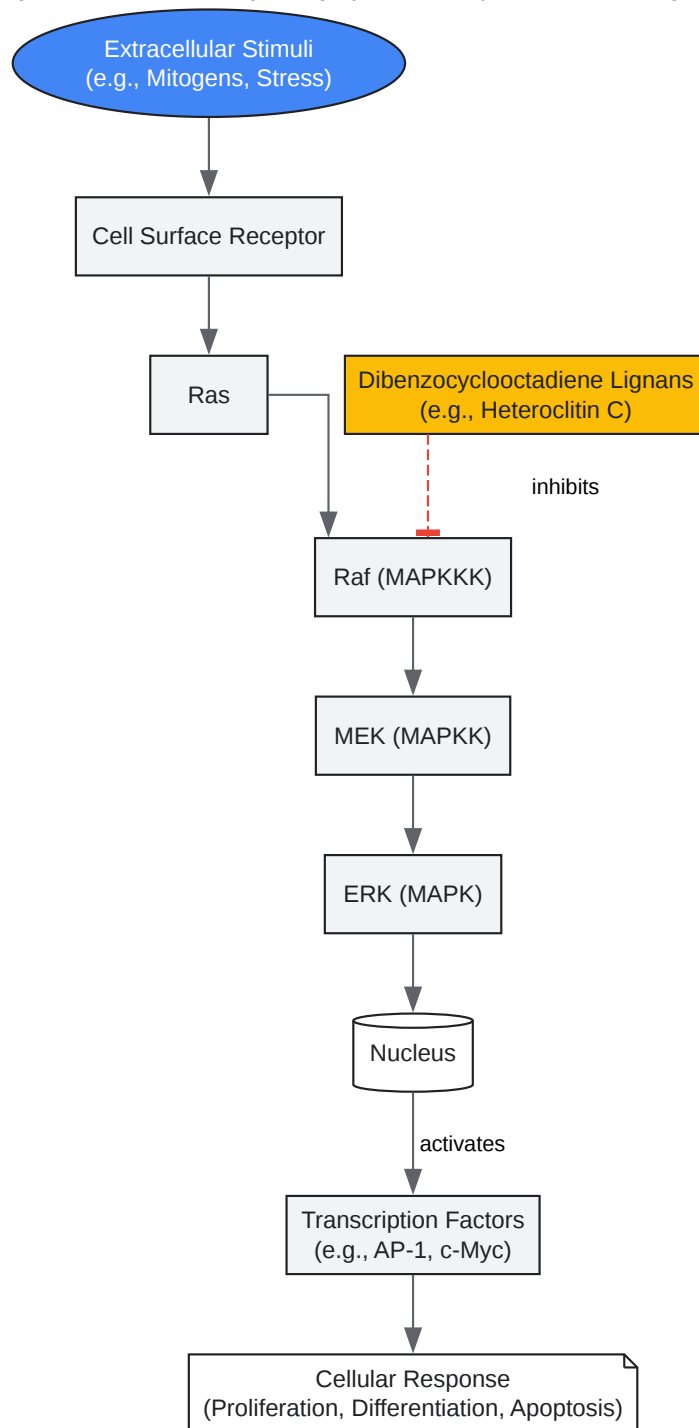 Extracellular Stimuli
(e.g., Mitogens, Stress)
Cell Surface Receptor
Ras
Dibenzocyclooctadiene Lignans
(e.g., Heteroclitin C)
inhibits
Raf (MAPKKK)
MEK (MAPKK)
ERK (MAPK)
Nucleus
activates
Transcription Factors
(e.g., AP-1, c-Myc)
Cellular Response
(Proliferation, Differentiation, Apoptosis)